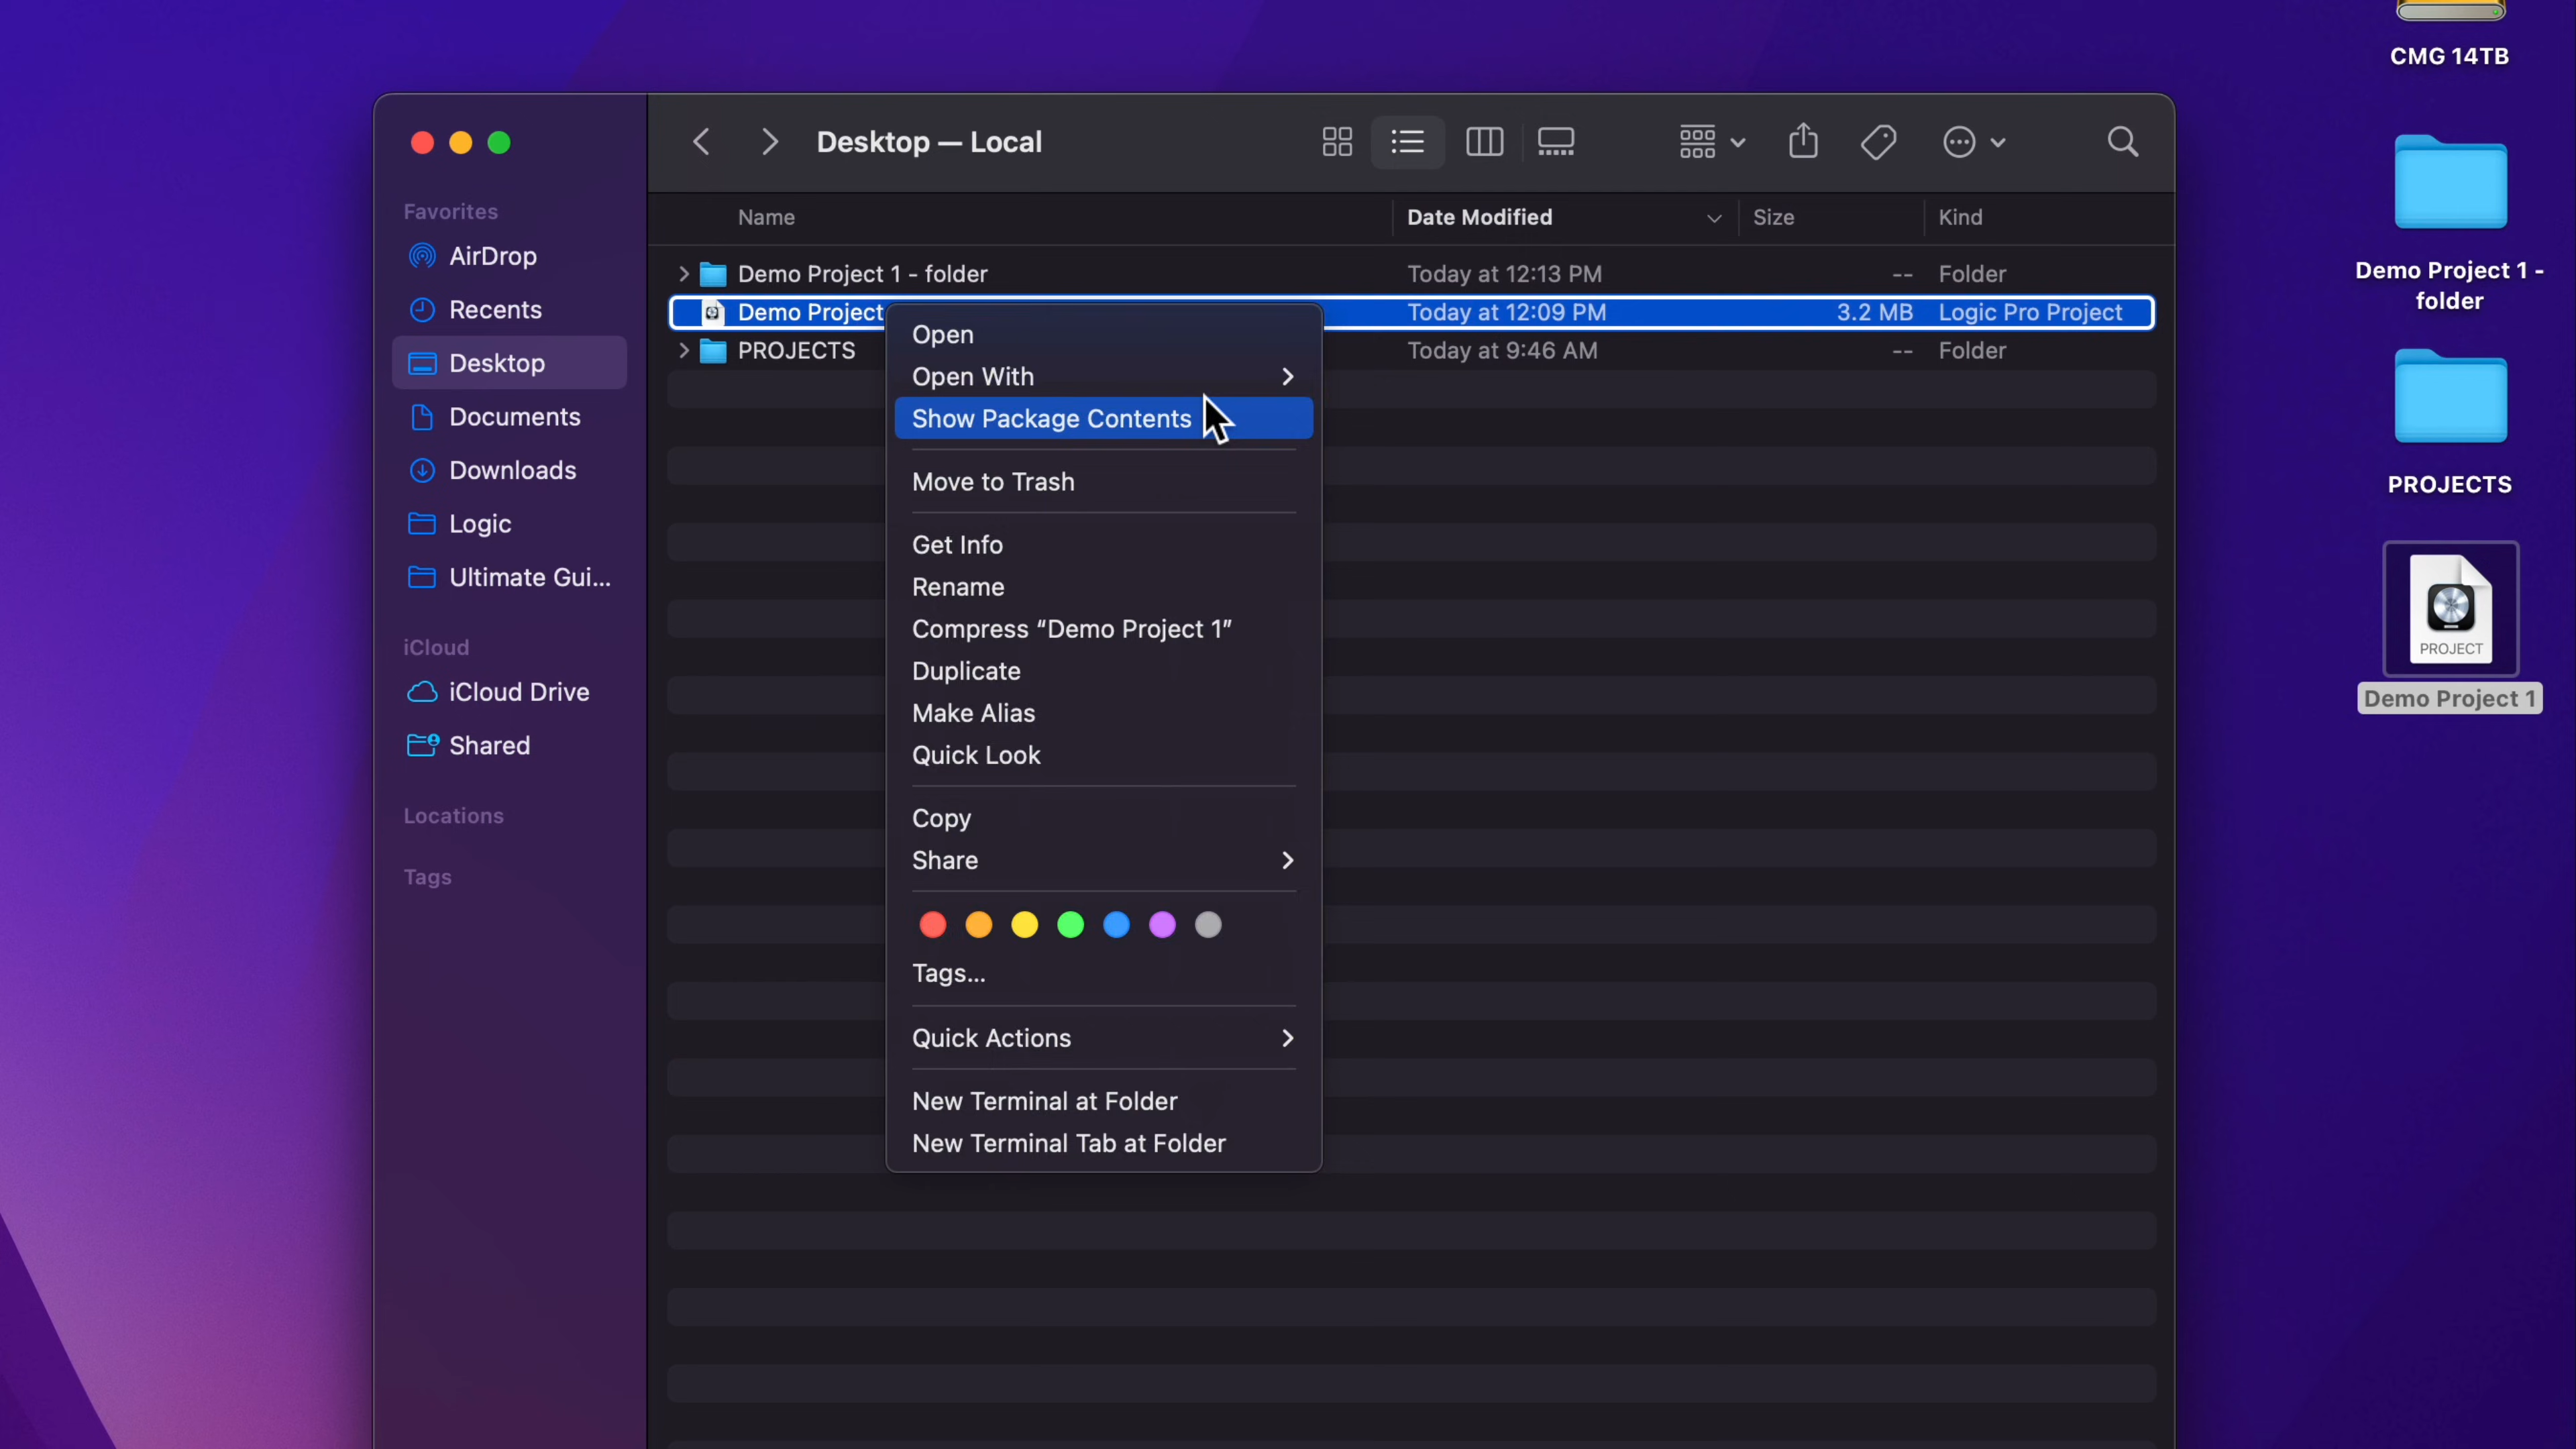 CMG 14TB
Desktop — Local
Favorites
AirDrop
Recents
Desktop
Documents
Downloads
Logic
Ultimate Gui...
iCloud
iCloud Drive
Shared
Locations
Tags
Name Date Modified Size Kind
Demo Project 1 - folder Today at 12:13 PM -- Folder
Demo Project Today at 12:09 PM 3.2 MB Logic Pro Project
PROJECTS Today at 9:46 AM -- Folder
Open
Open With
Show Package Contents
Move to Trash
Get Info
Rename
Compress “Demo Project 1”
Duplicate
Make Alias
Quick Look
Copy
Share
Tags...
Quick Actions
New Terminal at Folder
New Terminal Tab at Folder
Demo Project 1 -
folder
PROJECTS
PROJECT
Demo Project 1